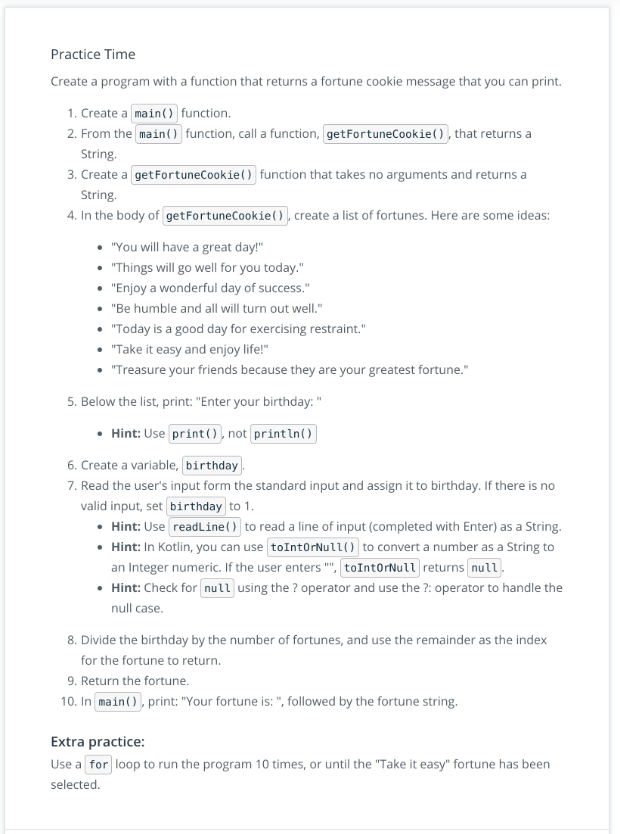 Practice Time
Create a program with a function that returns a fortune cookie message that you can print.
1. Create a main() function.
2. From the main() function, call a function, getFortuneCookie(), that returns a
String.
3. Create a getFortuneCookie() function that takes no arguments and returns a
String.
4. In the body of getFortuneCookie(), create a list of fortunes. Here are some ideas:
• "You will have a great day!"
• "Things will go well for you today."
• "Enjoy a wonderful day of success."
• "Be humble and all will turn out well."
• "Today is a good day for exercising restraint."
• "Take it easy and enjoy life!"
• "Treasure your friends because they are your greatest fortune."
5. Below the list, print: "Enter your birthday: "
• Hint: Use print(), not println()
6. Create a variable, birthday.
7. Read the user's input form the standard input and assign it to birthday. If there is no
valid input, set birthday to 1.
• Hint: Use readLine() to read a line of input (completed with Enter) as a String.
• Hint: In Kotlin, you can use toIntOrNull() to convert a number as a String to
an Integer numeric. If the user enters "", toIntOrNull returns null.
• Hint: Check for null using the ? operator and use the ?: operator to handle the
null case.
8. Divide the birthday by the number of fortunes, and use the remainder as the index
for the fortune to return.
9. Return the fortune.
10. In main(), print: "Your fortune is: ", followed by the fortune string.
Extra practice:
Use a for loop to run the program 10 times, or until the "Take it easy" fortune has been
selected.